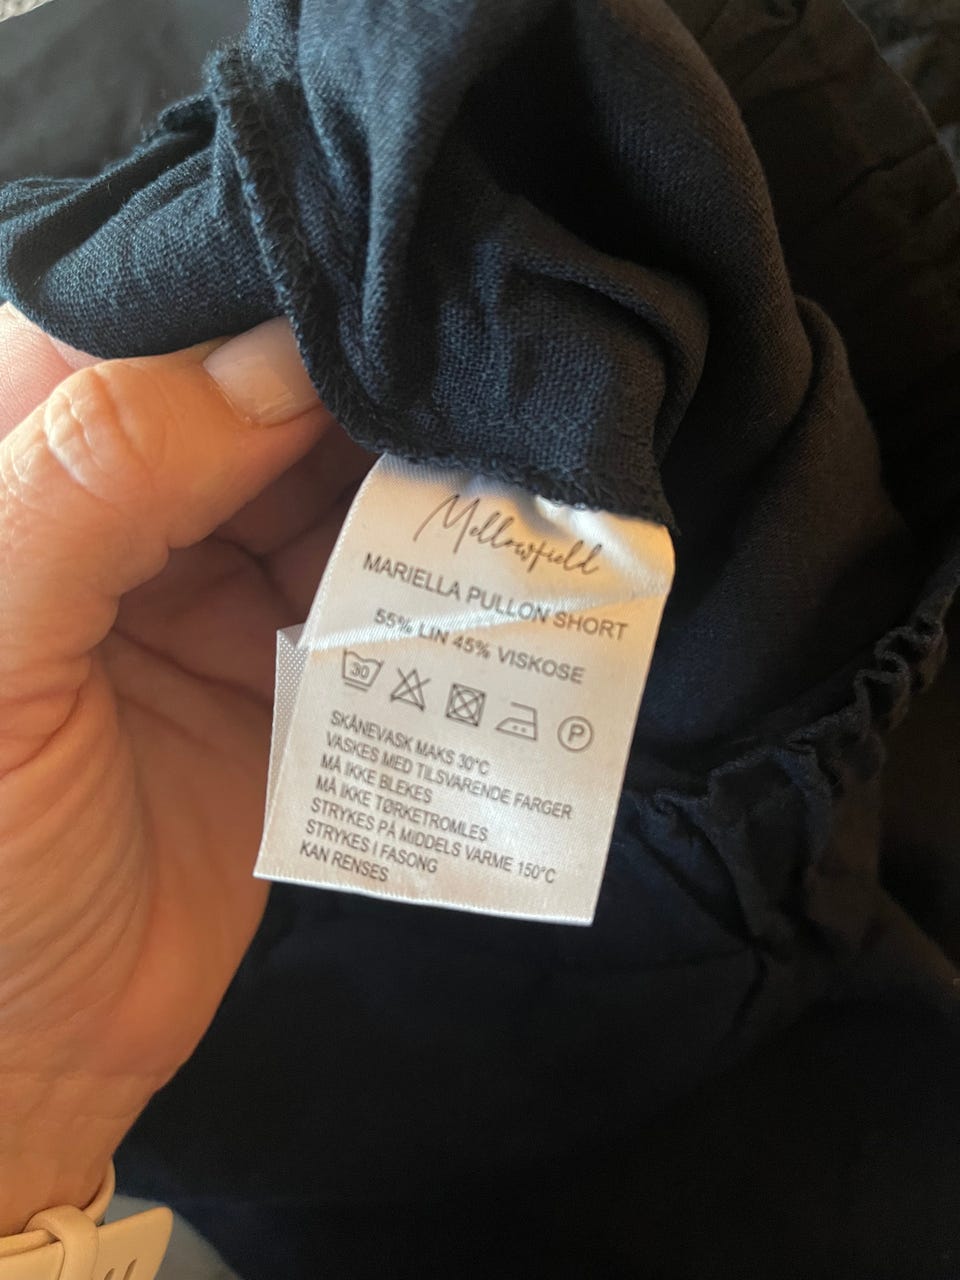 Mellowfield
MARIELLA PULLON SHORT
55% LIN 45% VISKOSE
30 P
SKÅNEVASK MAKS 30°C
VASKES MED TILSVARENDE FARGER
MÅ IKKE BLEKES
MÅ IKKE TØRKETROMLES
STRYKES PÅ MIDDELS VARME 150°C
STRYKES I FASONG
KAN RENSES